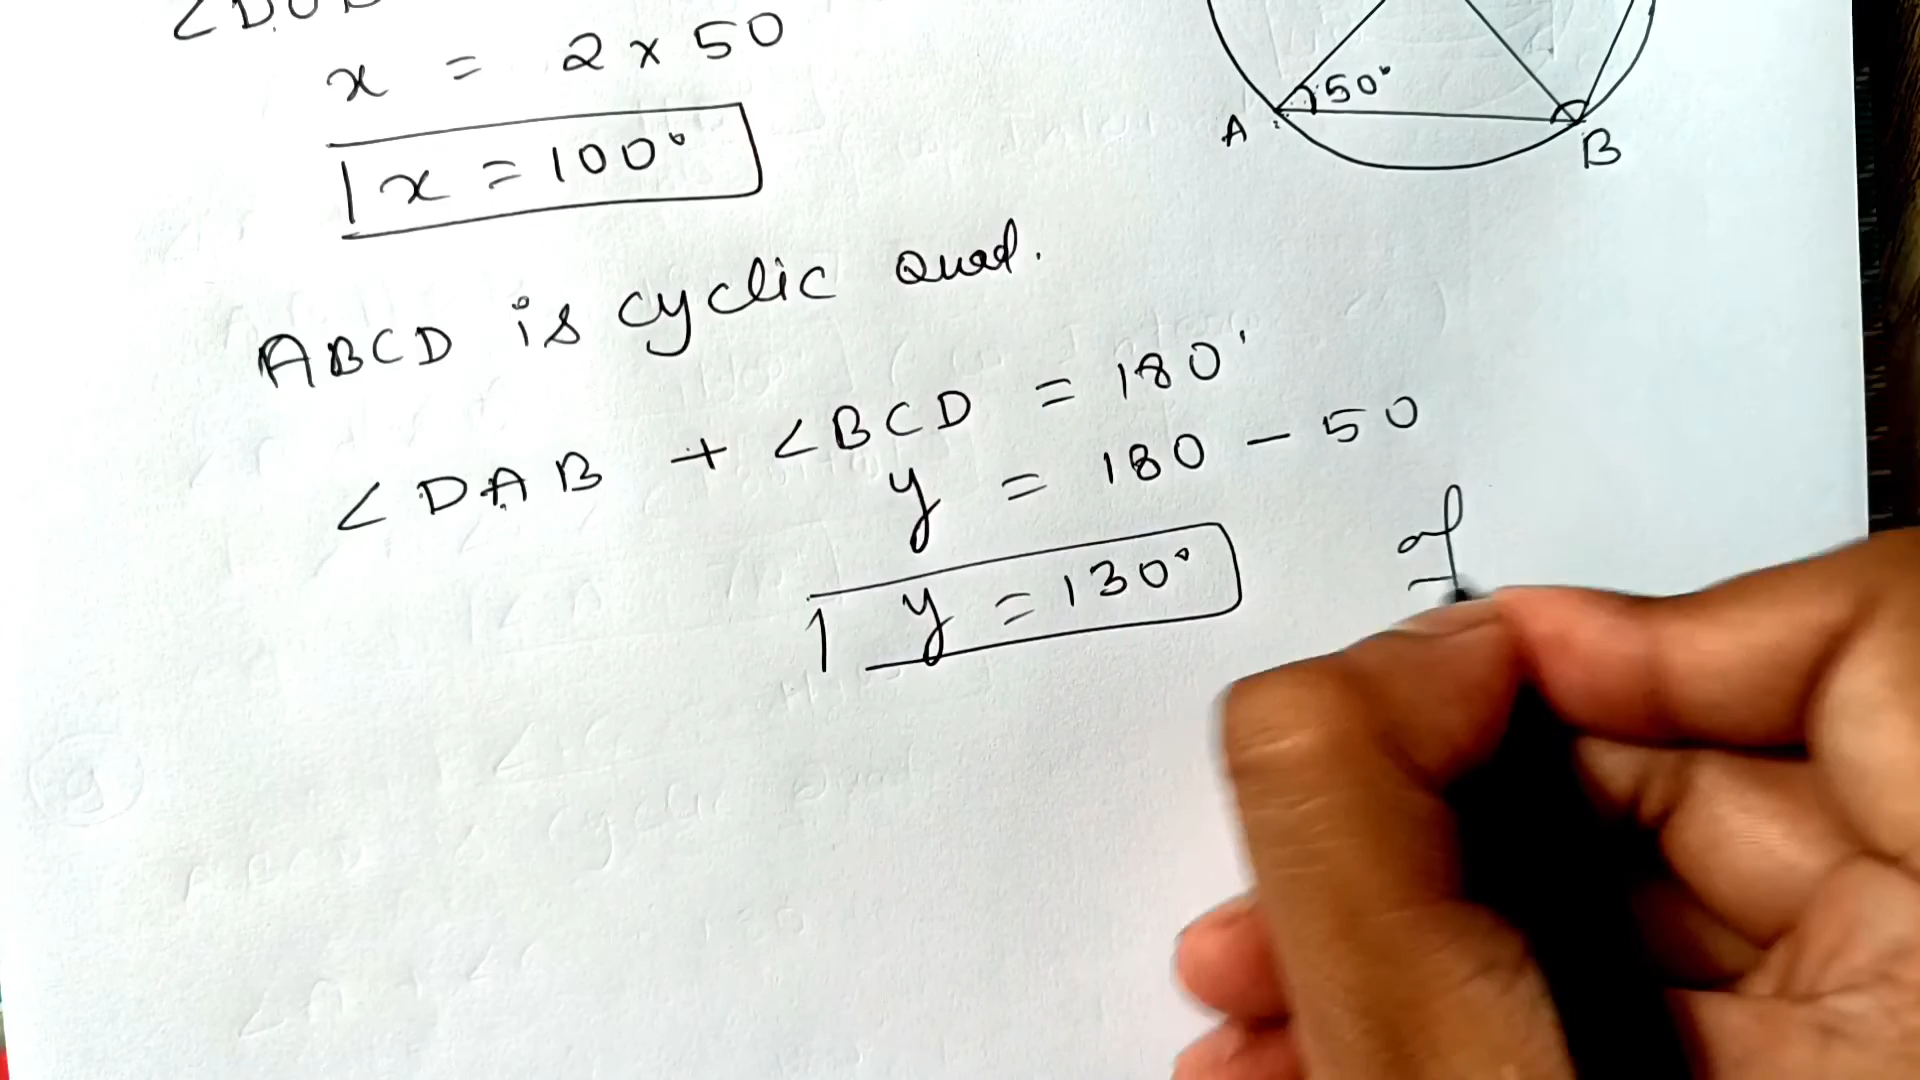 x = 2 x 50
x = 100°
50°
A
B
ABCD is cyclic Quad.
∠DAB + ∠BCD = 180°
y = 180 - 50
y = 130°